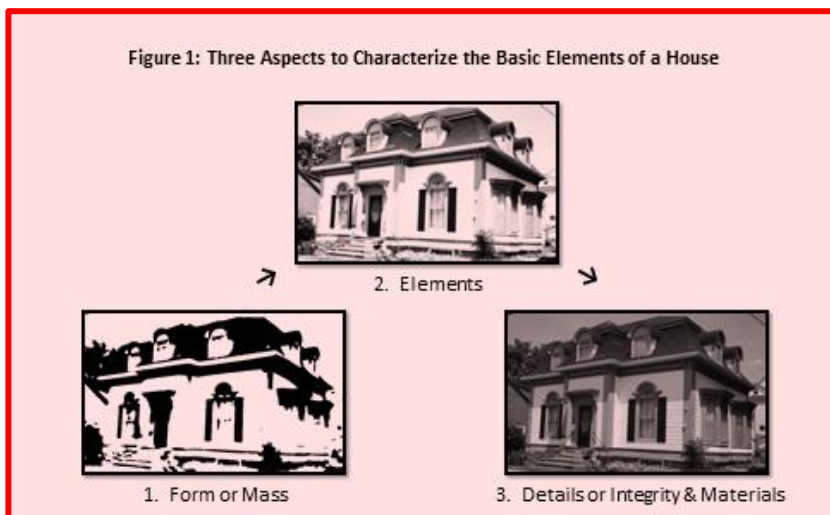 Figure 1: Three Aspects to Characterize the Basic Elements of a House
2. Elements
1. Form or Mass
3. Details or Integrity & Materials